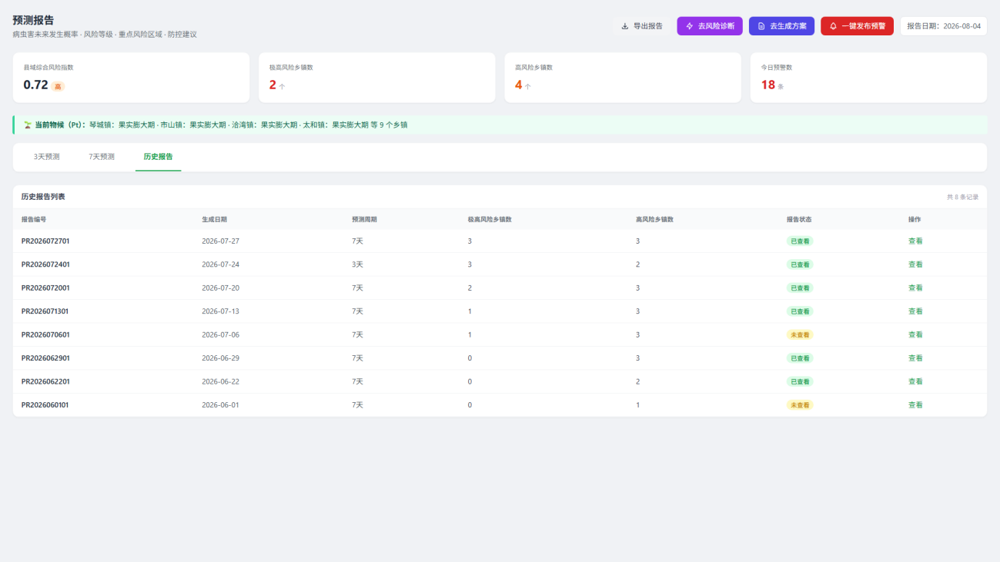 预测报告
病虫害未来发生概率 · 风险等级 · 重点风险区域 · 防控建议
导出报告
去风险诊断
去生成方案
一键发布预警
报告日期: 2026-08-04
县域综合风险指数
0.72 高
极高风险乡镇数
2 个
高风险乡镇数
4 个
今日预警数
18 条
当前物候（Pt）：琴城镇：果实膨大期 · 市山镇：果实膨大期 · 洽湾镇：果实膨大期 · 太和镇：果实膨大期 等 9 个乡镇
3天预测 7天预测 历史报告
历史报告列表 共 8 条记录
报告编号 生成日期 预测周期 极高风险乡镇数 高风险乡镇数 报告状态 操作
PR2026072701 2026-07-27 7天 3 3 已查看 查看
PR2026072401 2026-07-24 3天 3 2 已查看 查看
PR2026072001 2026-07-20 7天 2 3 已查看 查看
PR2026071301 2026-07-13 7天 1 3 已查看 查看
PR2026070601 2026-07-06 7天 1 3 未查看 查看
PR2026062901 2026-06-29 7天 0 3 已查看 查看
PR2026062201 2026-06-22 7天 0 2 已查看 查看
PR2026060101 2026-06-01 7天 0 1 未查看 查看